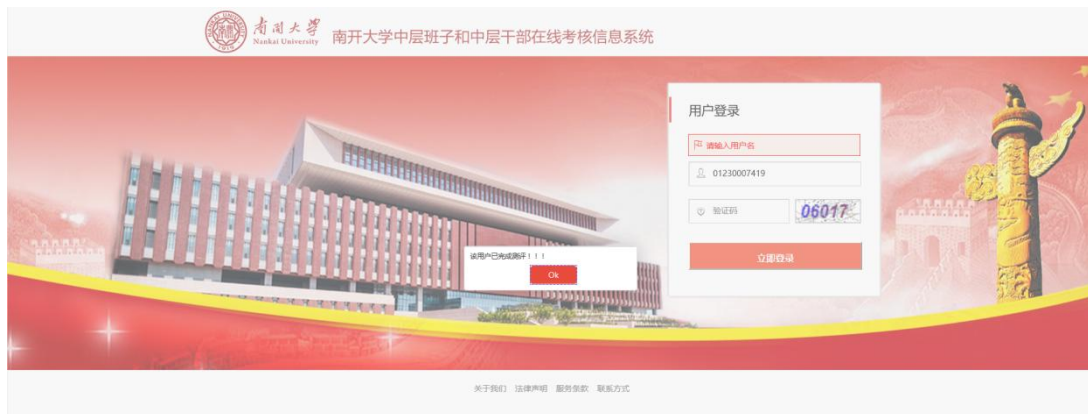 南開大學
Nankai University
南开大学中层班子和中层干部在线考核信息系统
用户登录
请输入用户名
01230007419
验证码
06017
立即登录
该用户已完成测评！！！
Ok
关于我们 法律声明 服务条款 联系方式